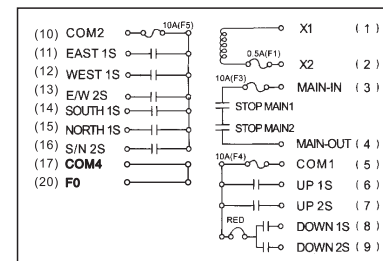 (10) COM2 10A(F5)
(11) EAST 1S
(12) WEST 1S
(13) E/W 2S
(14) SOUTH 1S
(15) NORTH 1S
(16) S/N 2S
(17) COM4
(20) F0
X1 (1)
0.5A(F1)
X2 (2)
10A(F3)
MAIN-IN (3)
STOP MAIN1
STOP MAIN2
MAIN-OUT (4)
10A(F4)
COM1 (5)
UP 1S (6)
UP 2S (7)
RED
DOWN 1S (8)
DOWN 2S (9)